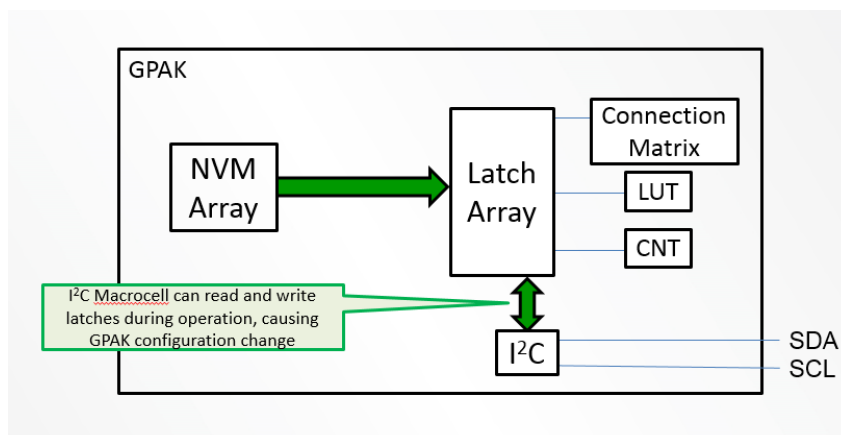 GPAK
NVM
Array
Latch
Array
Connection
Matrix
LUT
CNT
I²C Macrocell can read and write
latches during operation, causing
GPAK configuration change
I²C
SDA
SCL